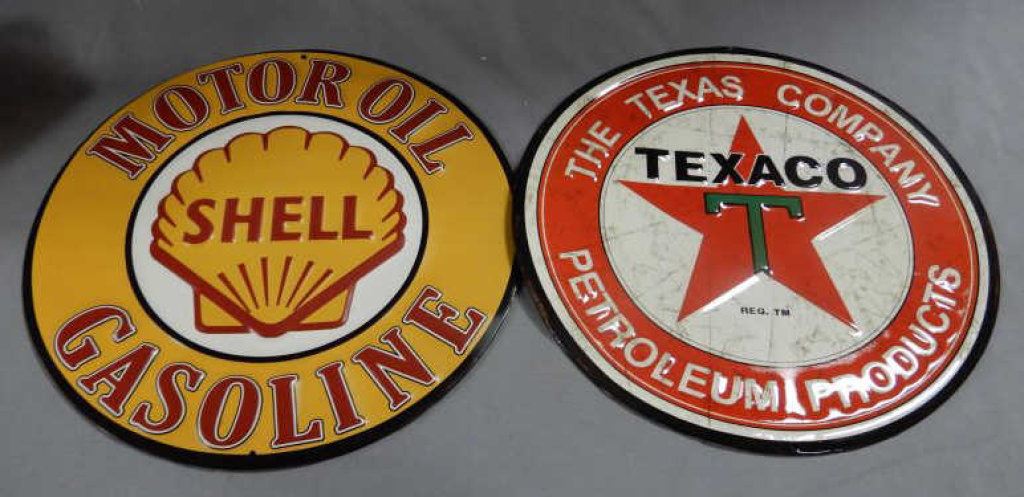 MOTOR OIL
SHELL
GASOLINE
THE TEXAS COMPANY
TEXACO
T
REG. TM
PETROLEUM PRODUCTS